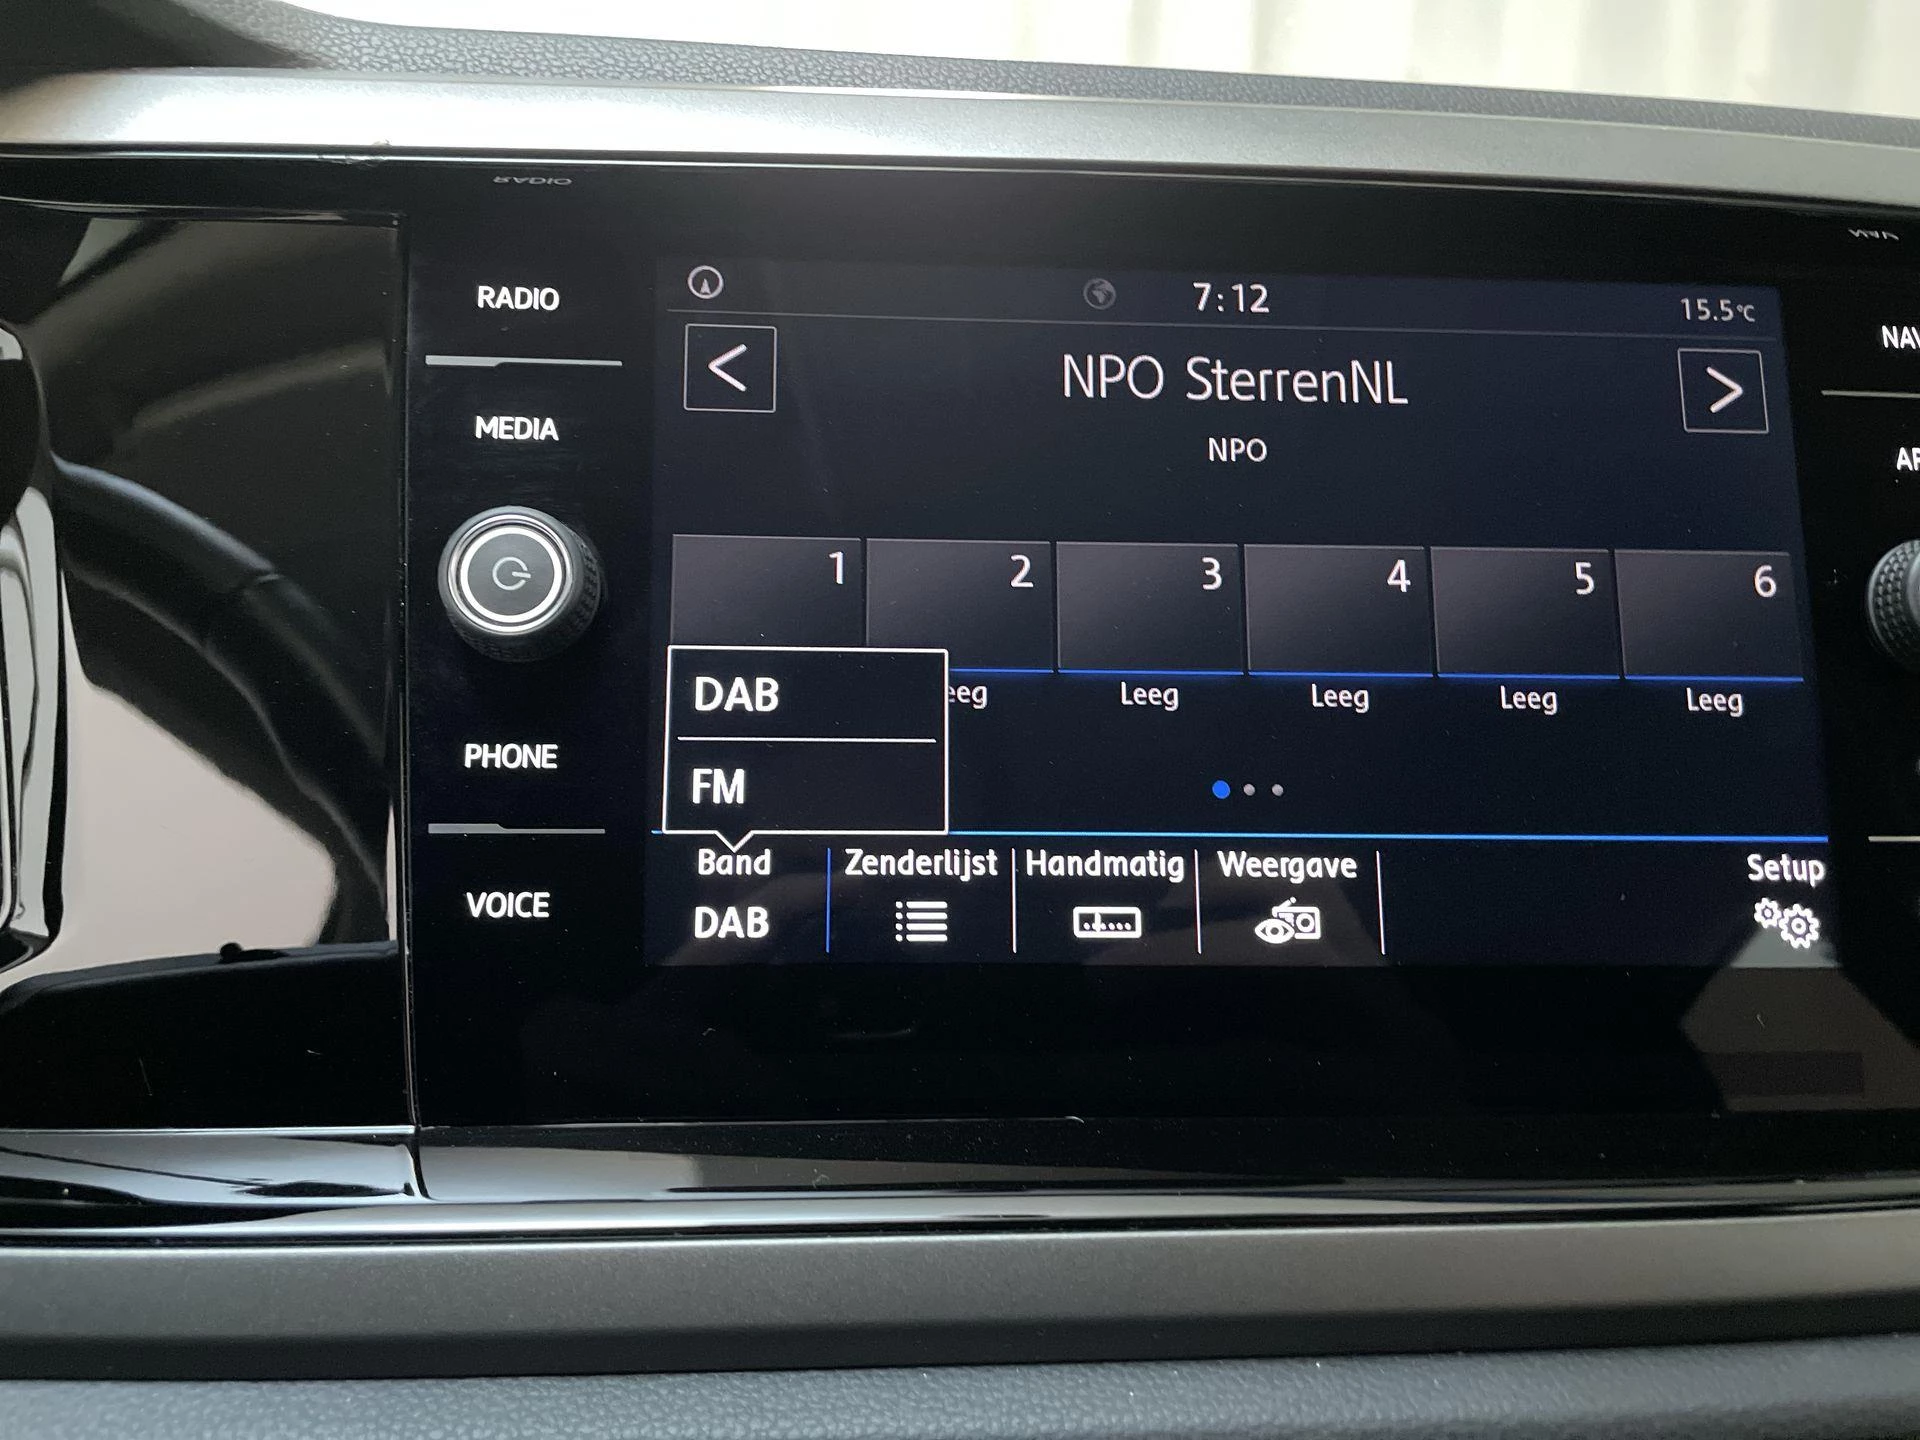 RADIO
MEDIA
PHONE
VOICE
7:12
15.5°C
<
NPO SterrenNL
>
NPO
1 2 3 4 5 6
Leeg Leeg Leeg Leeg
DAB
FM
Band Zenderlijst Handmatig Weergave Setup
DAB